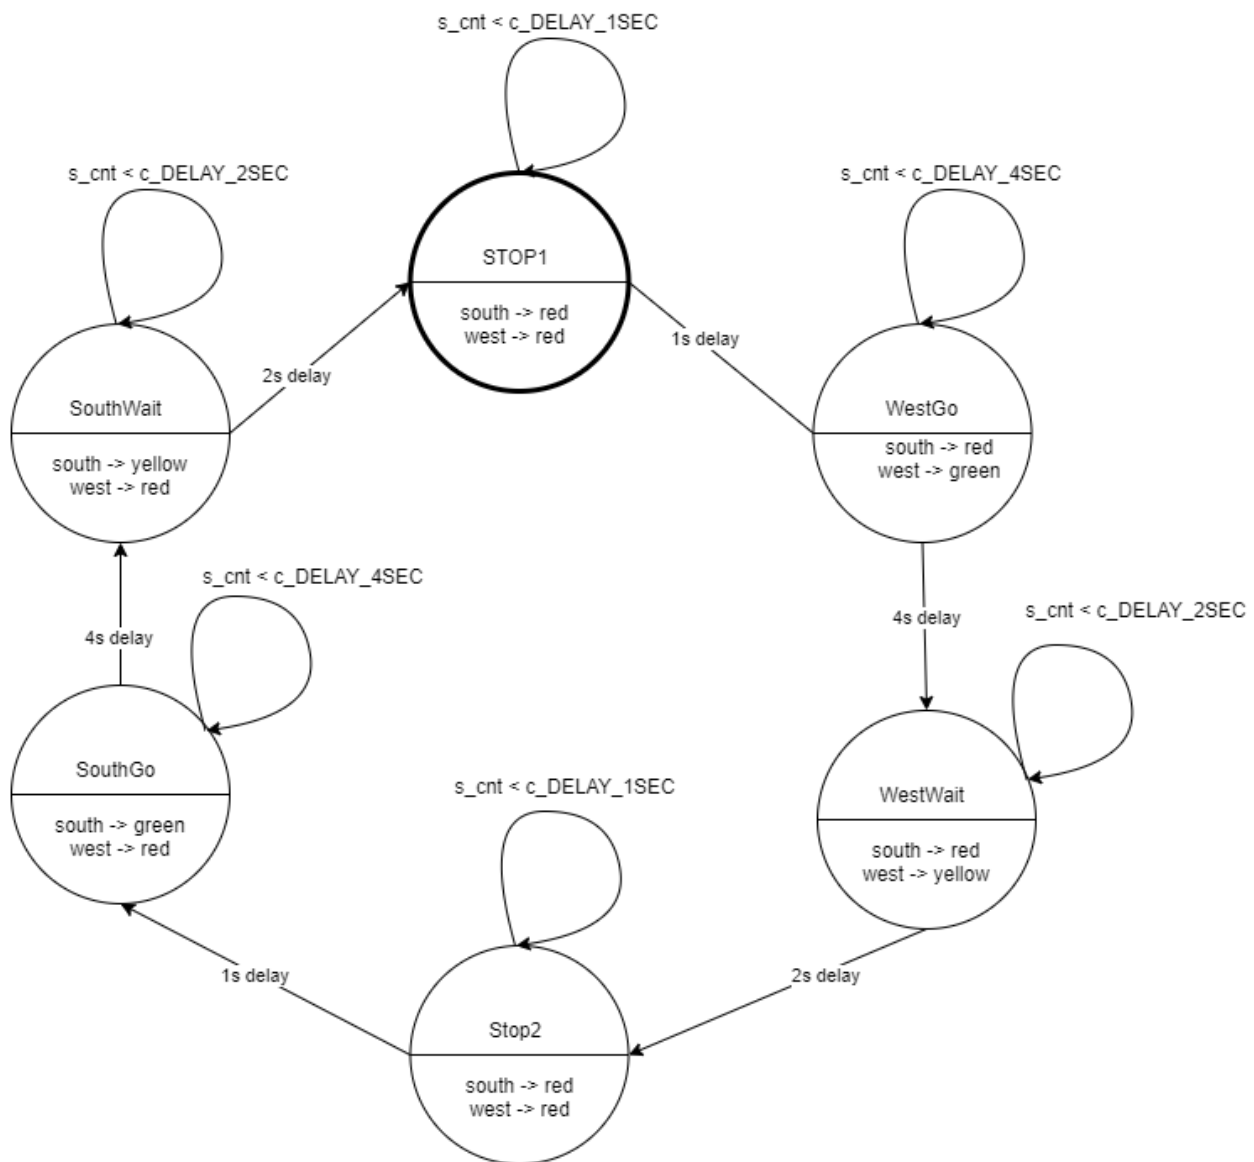 s_cnt < c_DELAY_1SEC
s_cnt < c_DELAY_2SEC
s_cnt < c_DELAY_4SEC
STOP1
south -> red
west -> red
1s delay
2s delay
SouthWait
south -> yellow
west -> red
WestGo
south -> red
west -> green
s_cnt < c_DELAY_4SEC
4s delay
4s delay
s_cnt < c_DELAY_2SEC
SouthGo
south -> green
west -> red
s_cnt < c_DELAY_1SEC
WestWait
south -> red
west -> yellow
1s delay
2s delay
Stop2
south -> red
west -> red